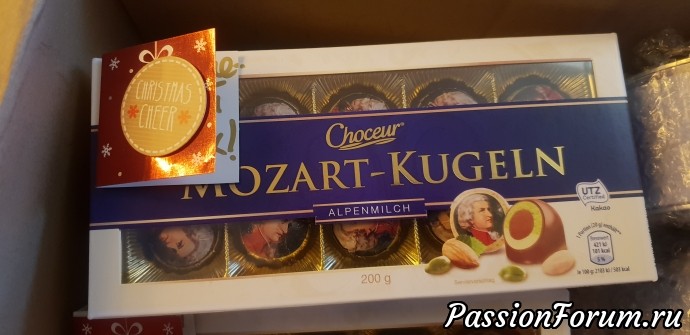 CHRISTMAS
CHEER
Choceur
MOZART-KUGELN
ALPENMILCH
UTZ
Certified
Kakao
200 g
PassionForum.ru